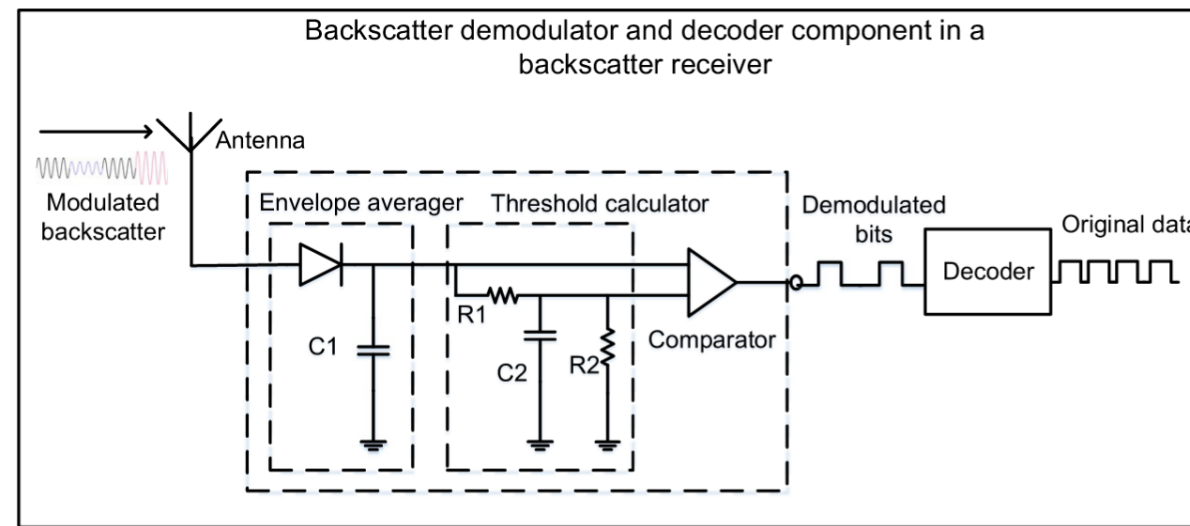 Backscatter demodulator and decoder component in a
backscatter receiver
Antenna
Modulated
backscatter
Envelope averager
Threshold calculator
Demodulated
bits
Original data
Decoder
R1
C1
C2
R2
Comparator